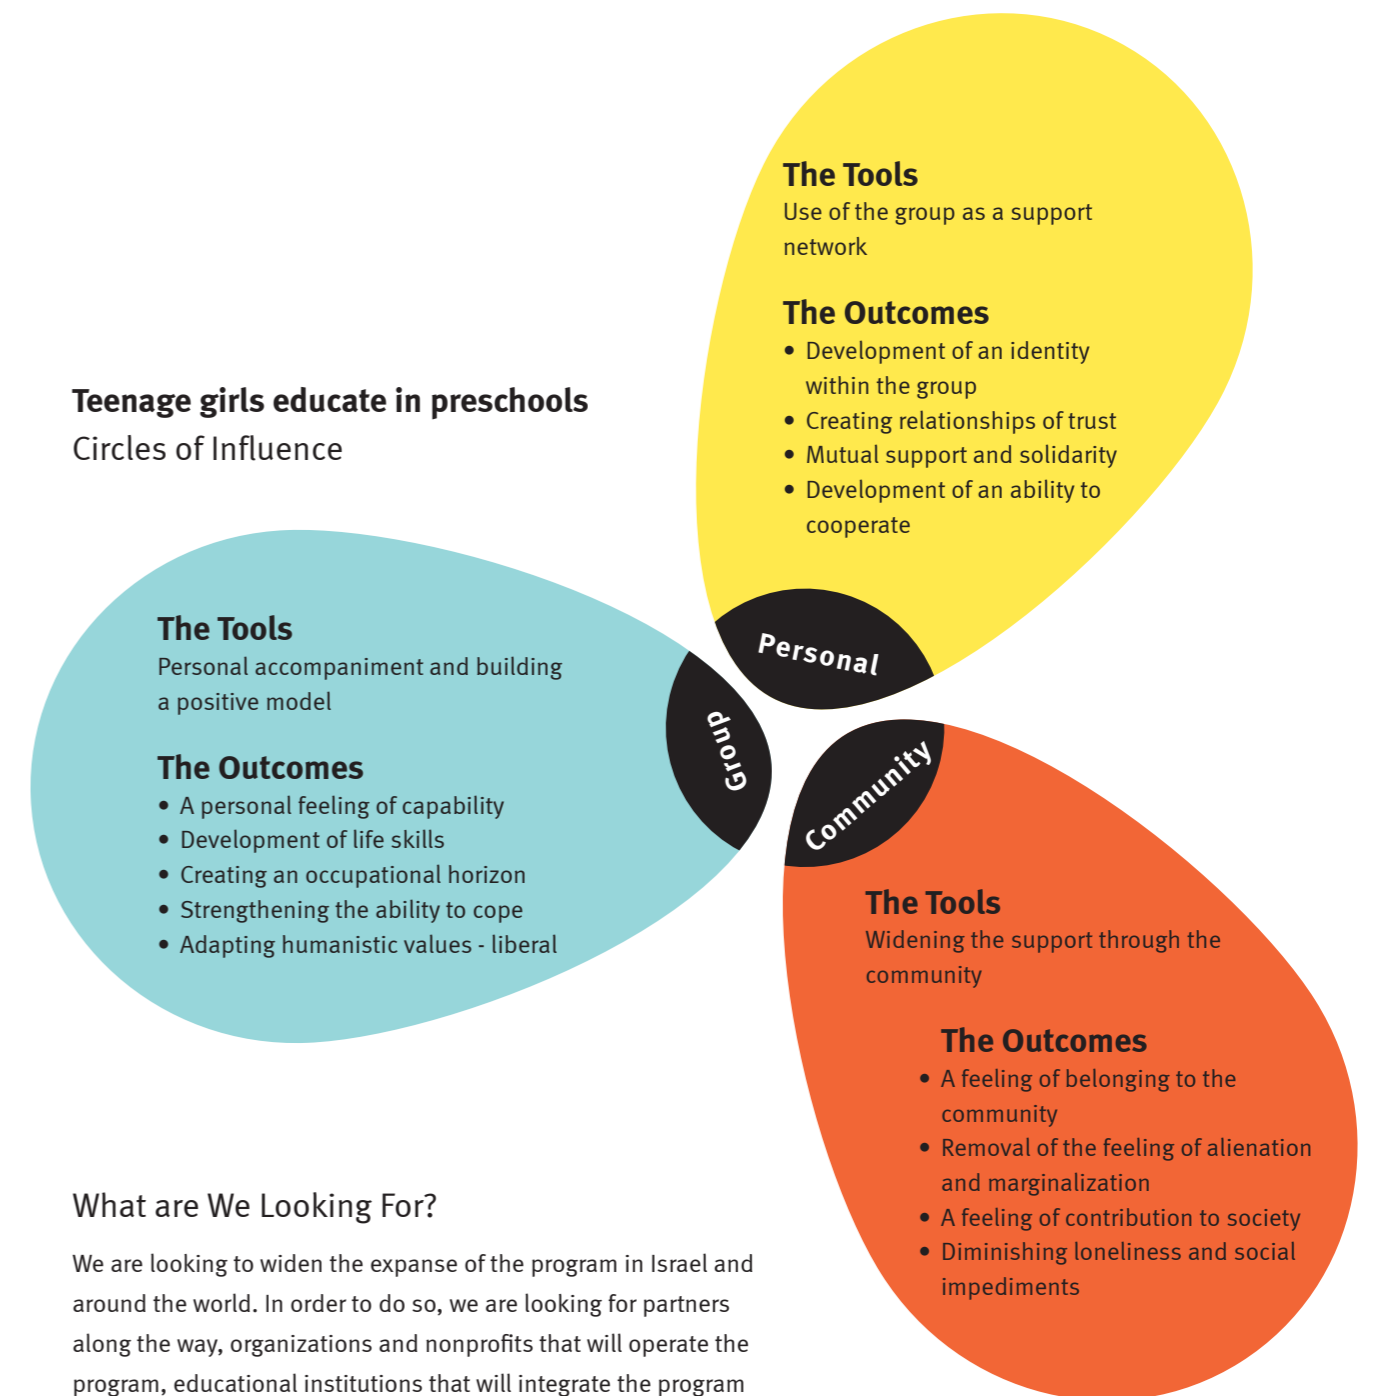 The Tools
Use of the group as a support
network
The Outcomes
• Development of an identity
within the group
• Creating relationships of trust
• Mutual support and solidarity
• Development of an ability to
cooperate
Personal
Teenage girls educate in preschools
Circles of Influence
The Tools
Personal accompaniment and building
a positive model
The Outcomes
• A personal feeling of capability
• Development of life skills
• Creating an occupational horizon
• Strengthening the ability to cope
• Adapting humanistic values - liberal
Group
Community
The Tools
Widening the support through the
community
The Outcomes
• A feeling of belonging to the
community
• Removal of the feeling of alienation
and marginalization
• A feeling of contribution to society
• Diminishing loneliness and social
impediments
What are We Looking For?
We are looking to widen the expanse of the program in Israel and
around the world. In order to do so, we are looking for partners
along the way, organizations and nonprofits that will operate the
program, educational institutions that will integrate the program